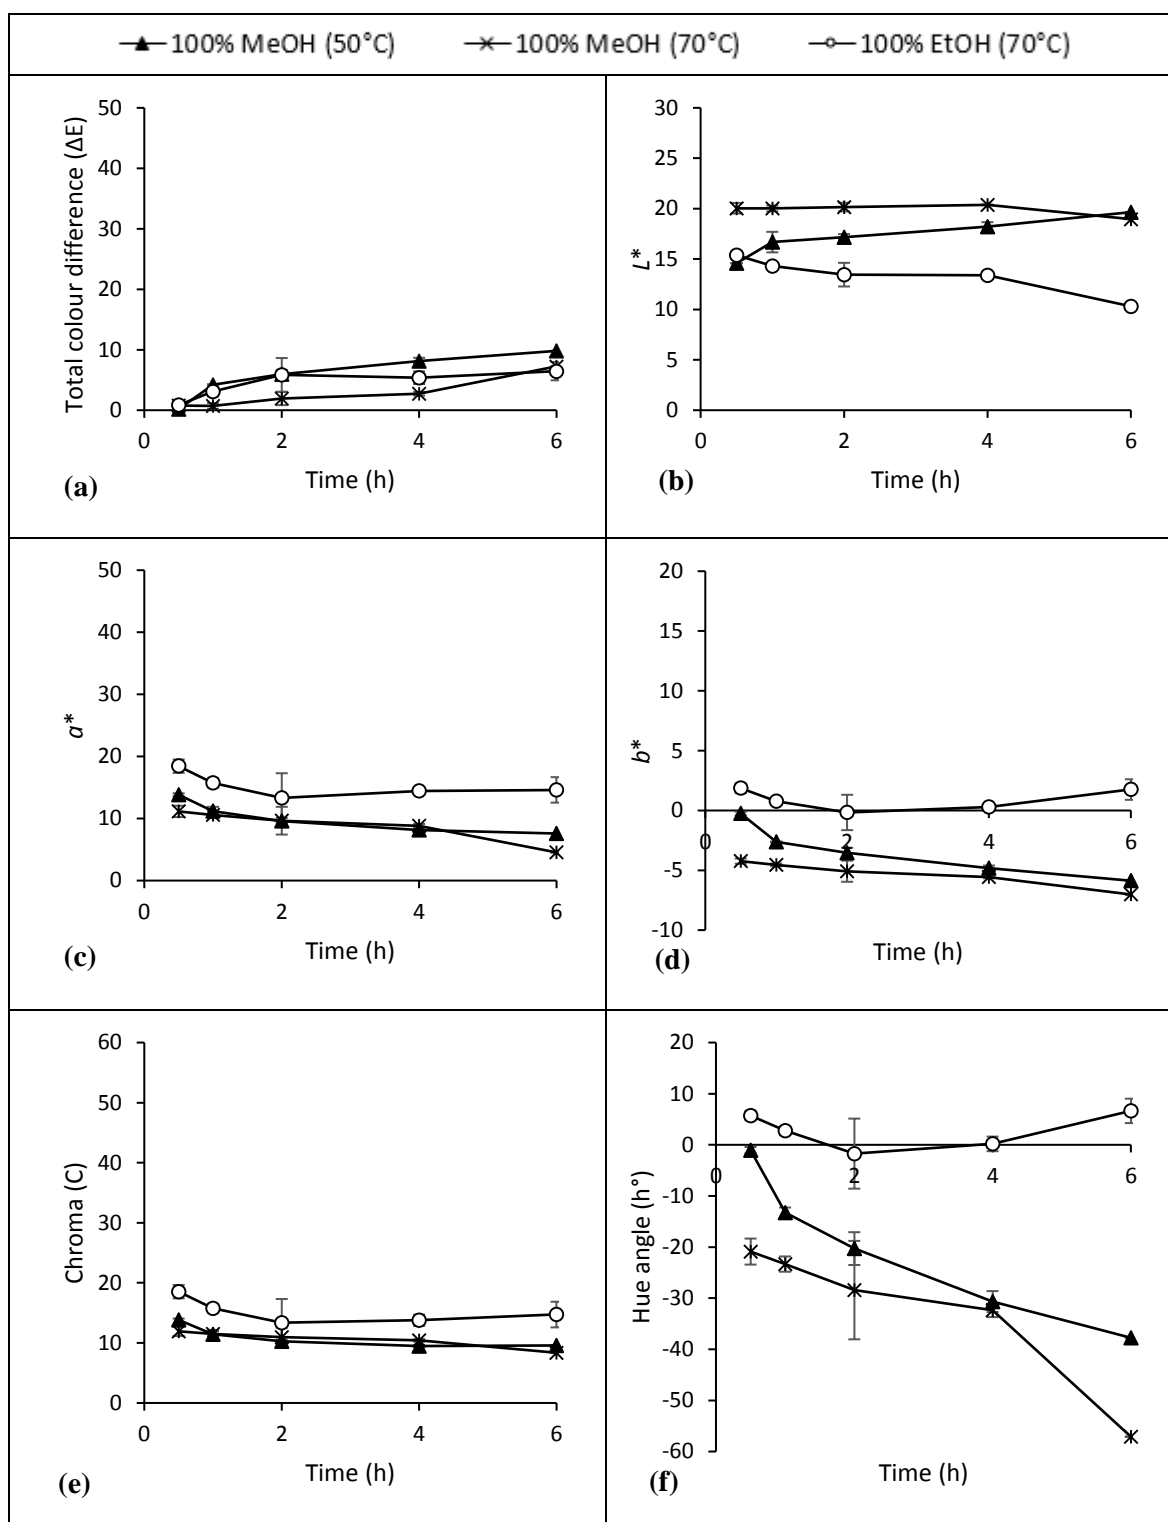 100% MeOH (50°C) 100% MeOH (70°C) 100% EtOH (70°C)
Total colour difference (ΔE)
50
40
30
20
10
0
0 2 4 6
Time (h)
(a)
L*
30
25
20
15
10
5
0
0 2 4 6
Time (h)
(b)
a*
50
40
30
20
10
0
0 2 4 6
Time (h)
(c)
b*
20
15
10
5
0
-5
-10
0 2 4 6
Time (h)
(d)
Chroma (C)
60
50
40
30
20
10
0
0 2 4 6
Time (h)
(e)
Hue angle (h°)
20
10
0
-10
-20
-30
-40
-50
-60
0 2 4 6
Time (h)
(f)